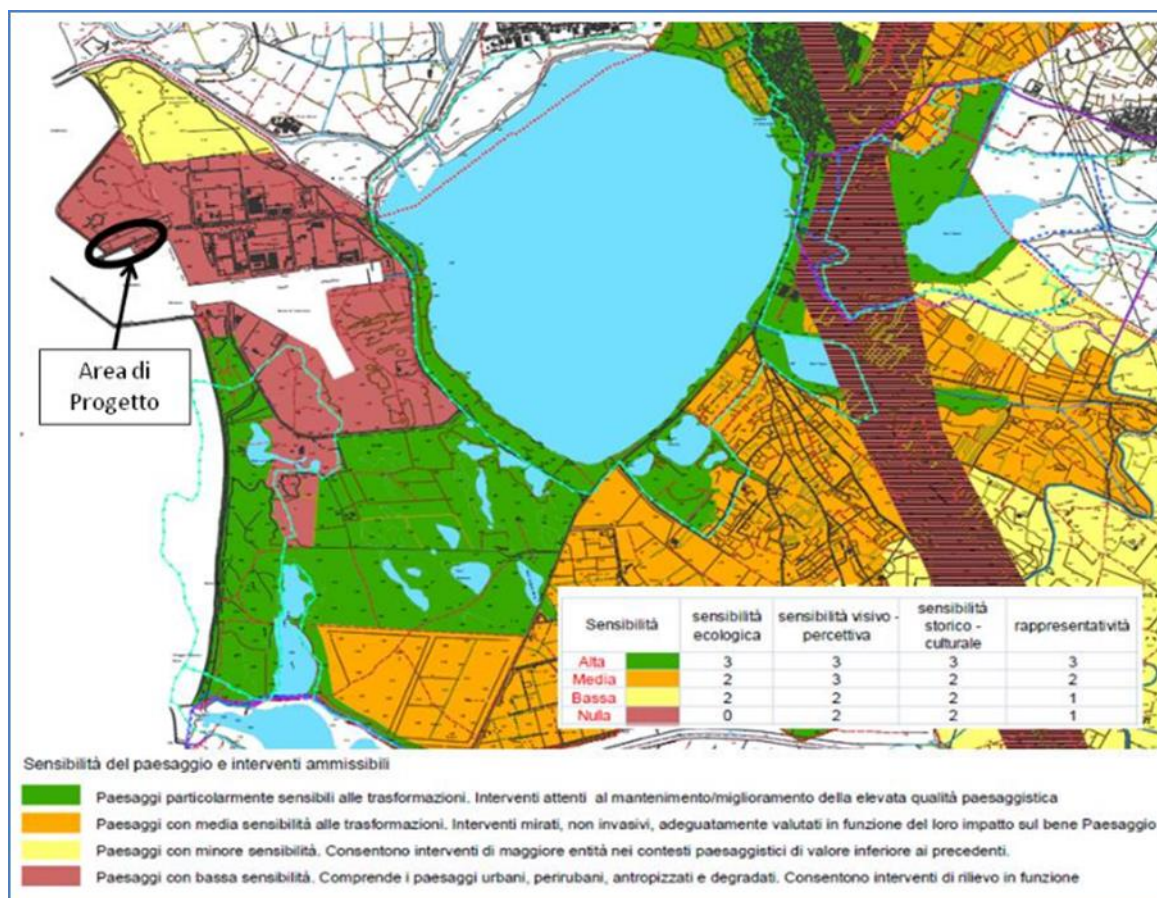 Area di
Progetto
Sensibilità
sensibilità
ecologica
sensibilità visivo -
percettiva
sensibilità
storico -
culturale
rappresentatività
Alta 3 3 3 3
Media 2 3 2 2
Bassa 2 2 2 1
Nulla 0 2 2 1
Sensibilità del paesaggio e interventi ammissibili
Paesaggi particolarmente sensibili alle trasformazioni. Interventi attenti al mantenimento/miglioramento della elevata qualità paesaggistica
Paesaggi con media sensibilità alle trasformazioni. Interventi mirati, non invasivi, adeguatamente valutati in funzione del loro impatto sul bene Paesaggio
Paesaggi con minore sensibilità. Consentono interventi di maggiore entità nei contesti paesaggistici di valore inferiore ai precedenti.
Paesaggi con bassa sensibilità. Comprende i paesaggi urbani, perirubani, antropizzati e degradati. Consentono interventi di rilievo in funzione